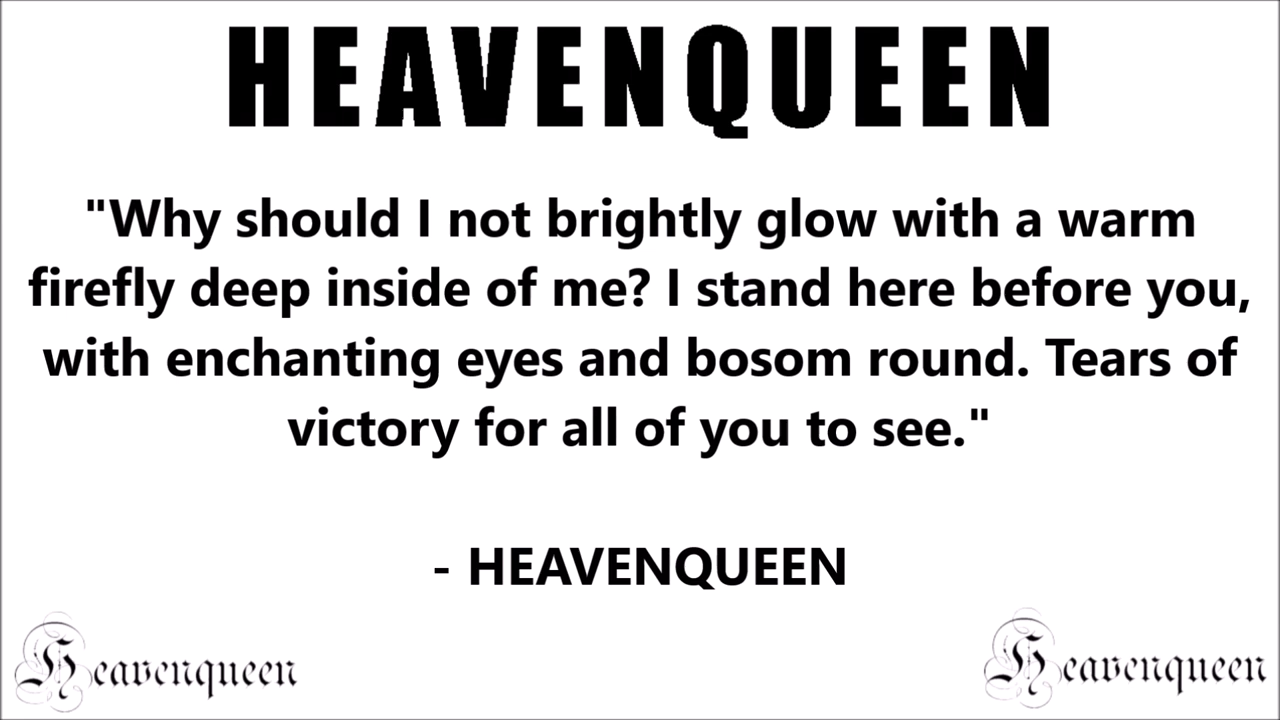 HEAVENQUEEN
"Why should I not brightly glow with a warm
firefly deep inside of me? I stand here before you,
with enchanting eyes and bosom round. Tears of
victory for all of you to see."
- HEAVENQUEEN
Heavenqueen
Heavenqueen